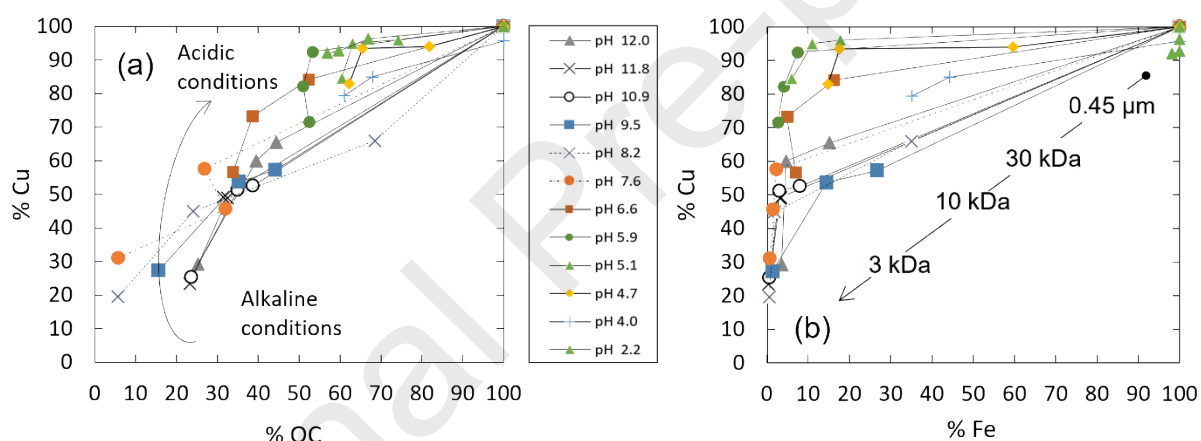 100
90
80
70
60
50
40
30
20
10
0
% Cu
(a)
Acidic
conditions
Alkaline
conditions
0 10 20 30 40 50 60 70 80 90 100
% OC
pH 12.0
pH 11.8
pH 10.9
pH 9.5
pH 8.2
pH 7.6
pH 6.6
pH 5.9
pH 5.1
pH 4.7
pH 4.0
pH 2.2
100
90
80
70
60
50
40
30
20
10
0
% Cu
0.45 µm
30 kDa
10 kDa
3 kDa
(b)
0 10 20 30 40 50 60 70 80 90 100
% Fe
nal Pre-p